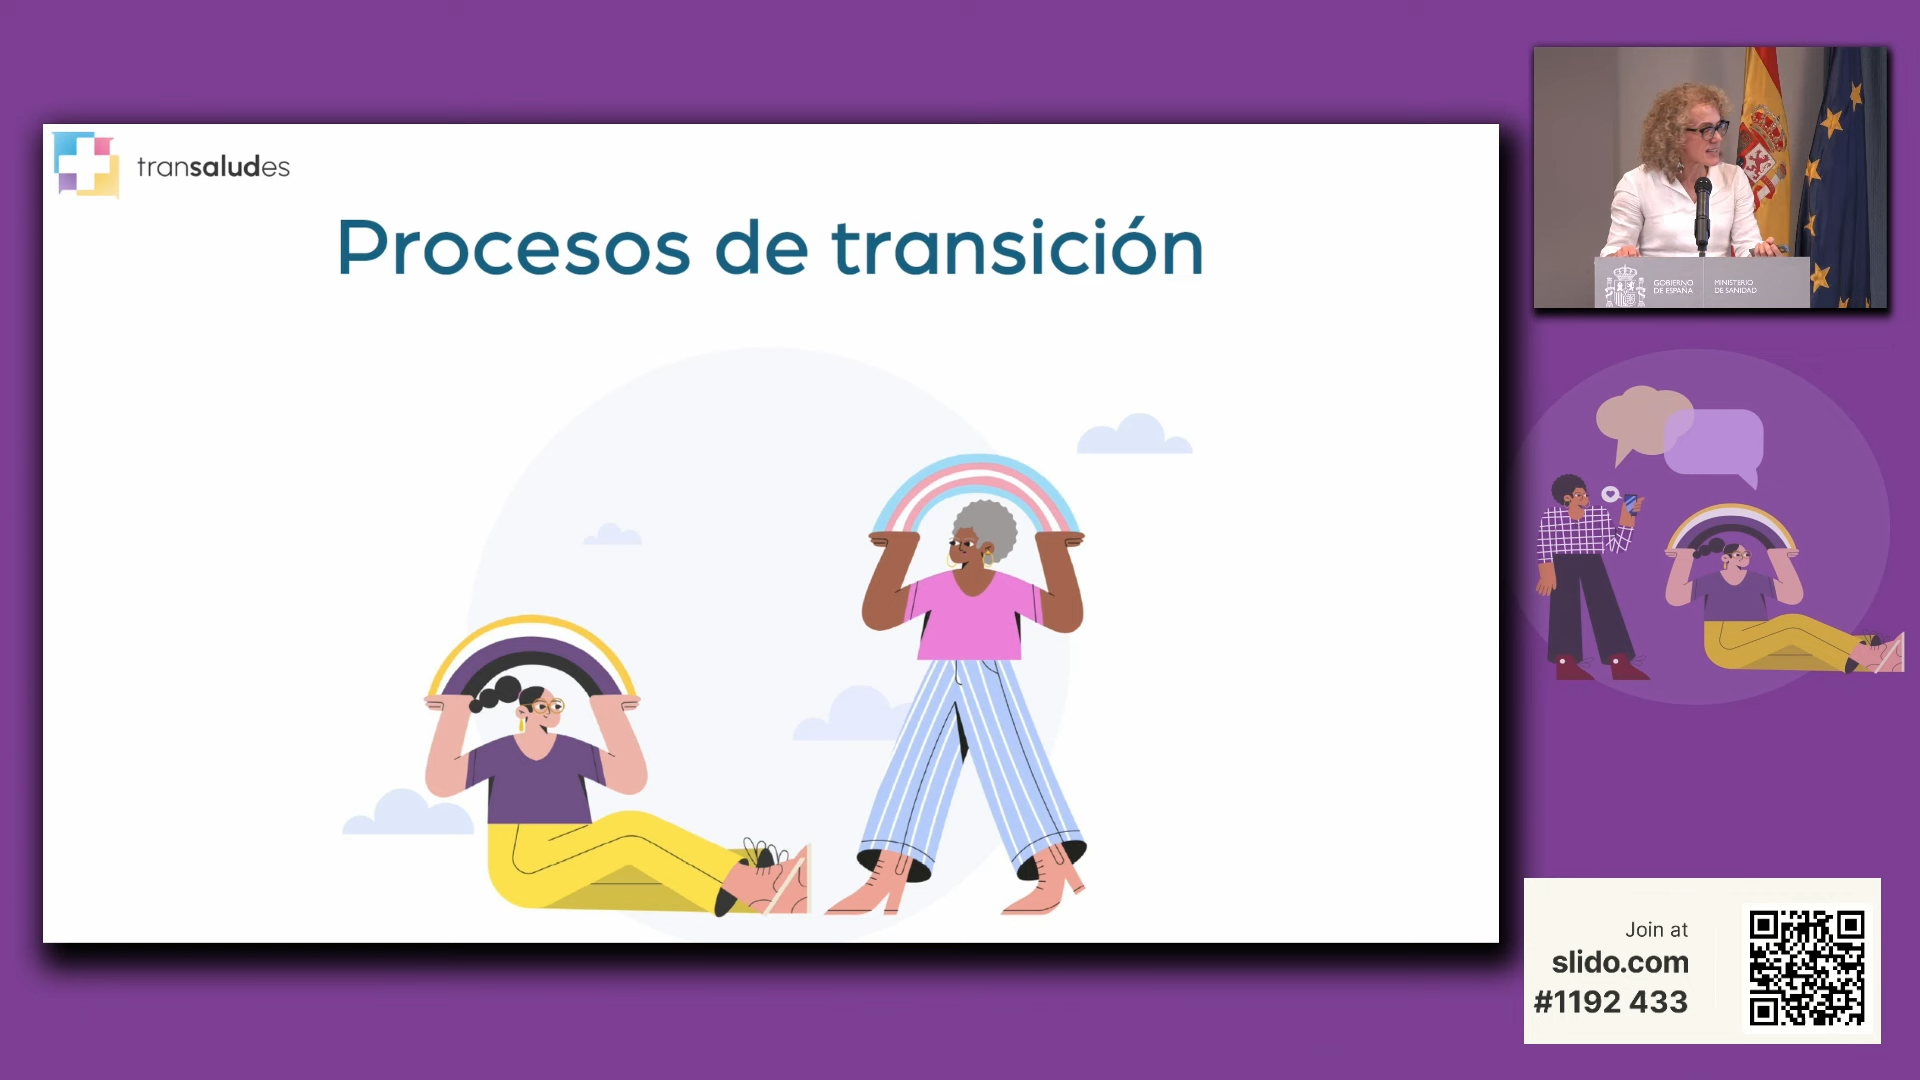 transaludes
Procesos de transición
GOBIERNO
DE ESPAÑA
MINISTERIO
DE SANIDAD
Join at
slido.com
#1192 433